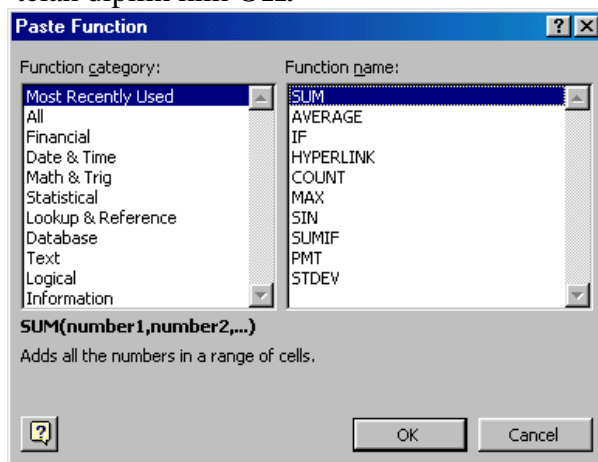 Paste Function
Function category:
Function name:
Most Recently Used
All
Financial
Date & Time
Math & Trig
Statistical
Lookup & Reference
Database
Text
Logical
Information
SUM
AVERAGE
IF
HYPERLINK
COUNT
MAX
SIN
SUMIF
PMT
STDEV
SUM(number1,number2,...)
Adds all the numbers in a range of cells.
OK
Cancel